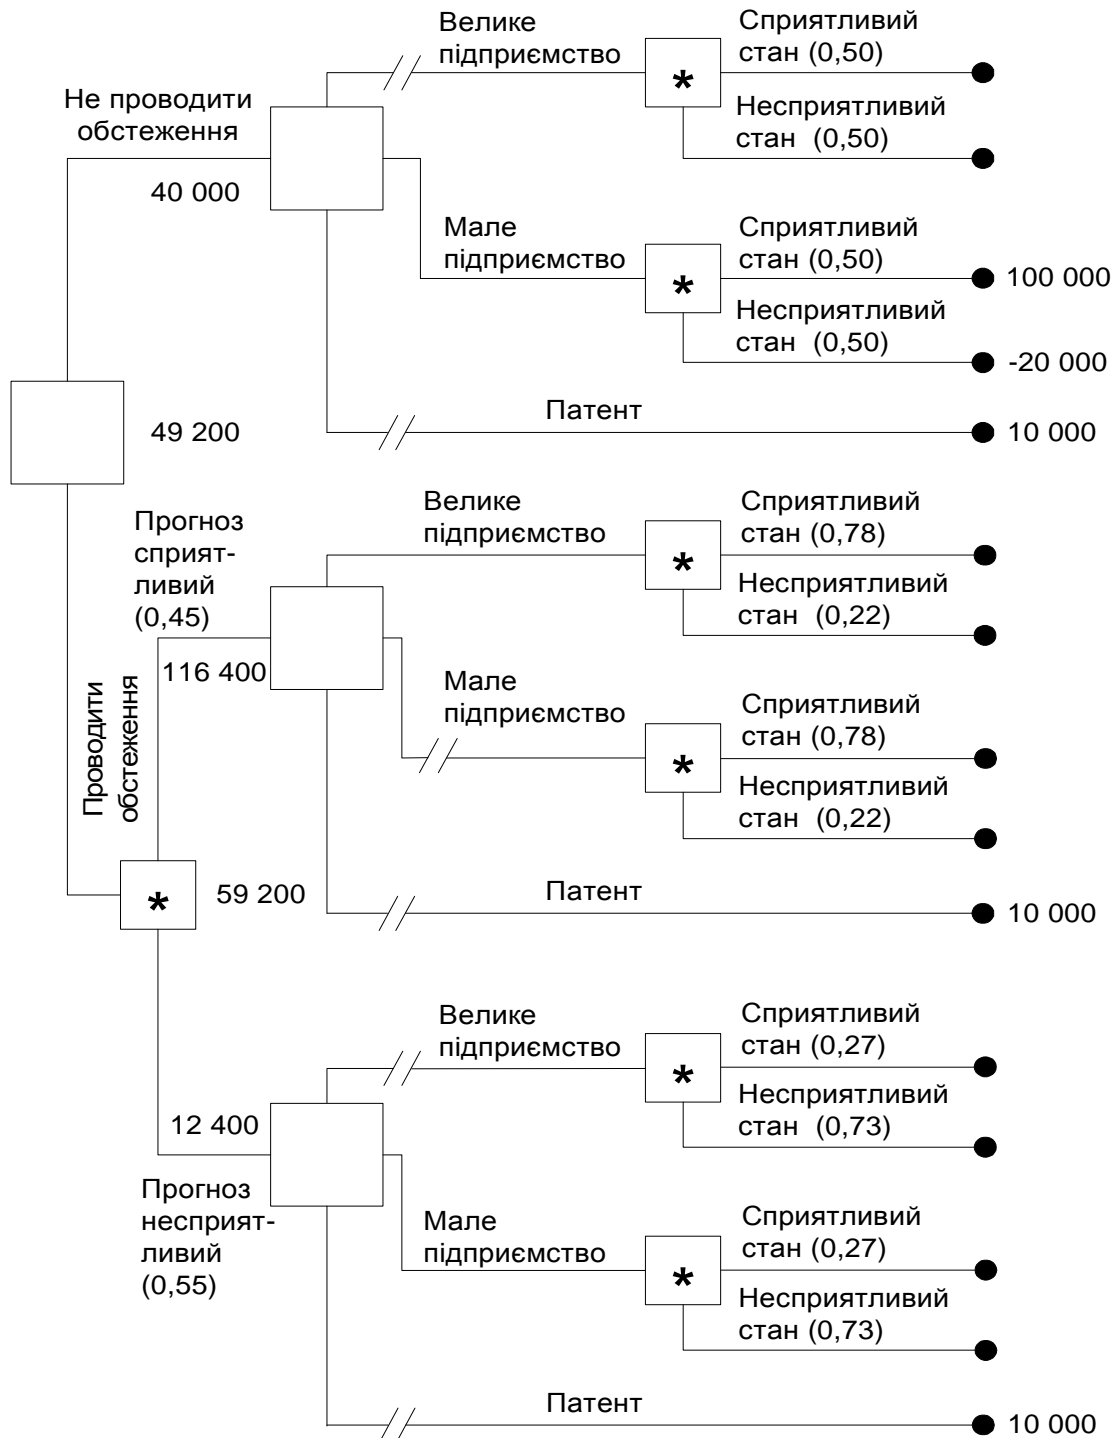 Велике
підприємство
Сприятливий
стан (0,50)
Не проводити
обстеження
*
Несприятливий
стан (0,50)
40 000
Мале
підприємство
Сприятливий
стан (0,50)
*
100 000
Несприятливий
стан (0,50)
-20 000
Патент
49 200
10 000
Прогноз
сприят-
ливий
(0,45)
Велике
підприємство
Сприятливий
стан (0,78)
*
Несприятливий
стан (0,22)
116 400
Проводити
обстеження
Мале
підприємство
Сприятливий
стан (0,78)
*
Несприятливий
стан (0,22)
*
59 200
Патент
10 000
Велике
підприємство
Сприятливий
стан (0,27)
*
Несприятливий
стан (0,73)
12 400
Прогноз
несприят-
ливий
(0,55)
Мале
підприємство
Сприятливий
стан (0,27)
*
Несприятливий
стан (0,73)
Патент
10 000